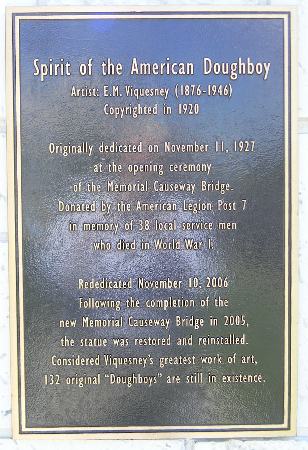 Spirit of the American Doughboy
Artist: E.M. Viquesney (1876-1946)
Copyrighted in 1920
Originally dedicated on November 11, 1927
at the opening ceremony
of the Memorial Causeway Bridge.
Donated by the American Legion Post 7
in memory of 38 local service men
who died in World War I.
Rededicated November 10, 2006
Following the completion of the
new Memorial Causeway Bridge in 2005,
the statue was restored and reinstalled.
Considered Viquesney's greatest work of art,
132 original "Doughboys" are still in existence.